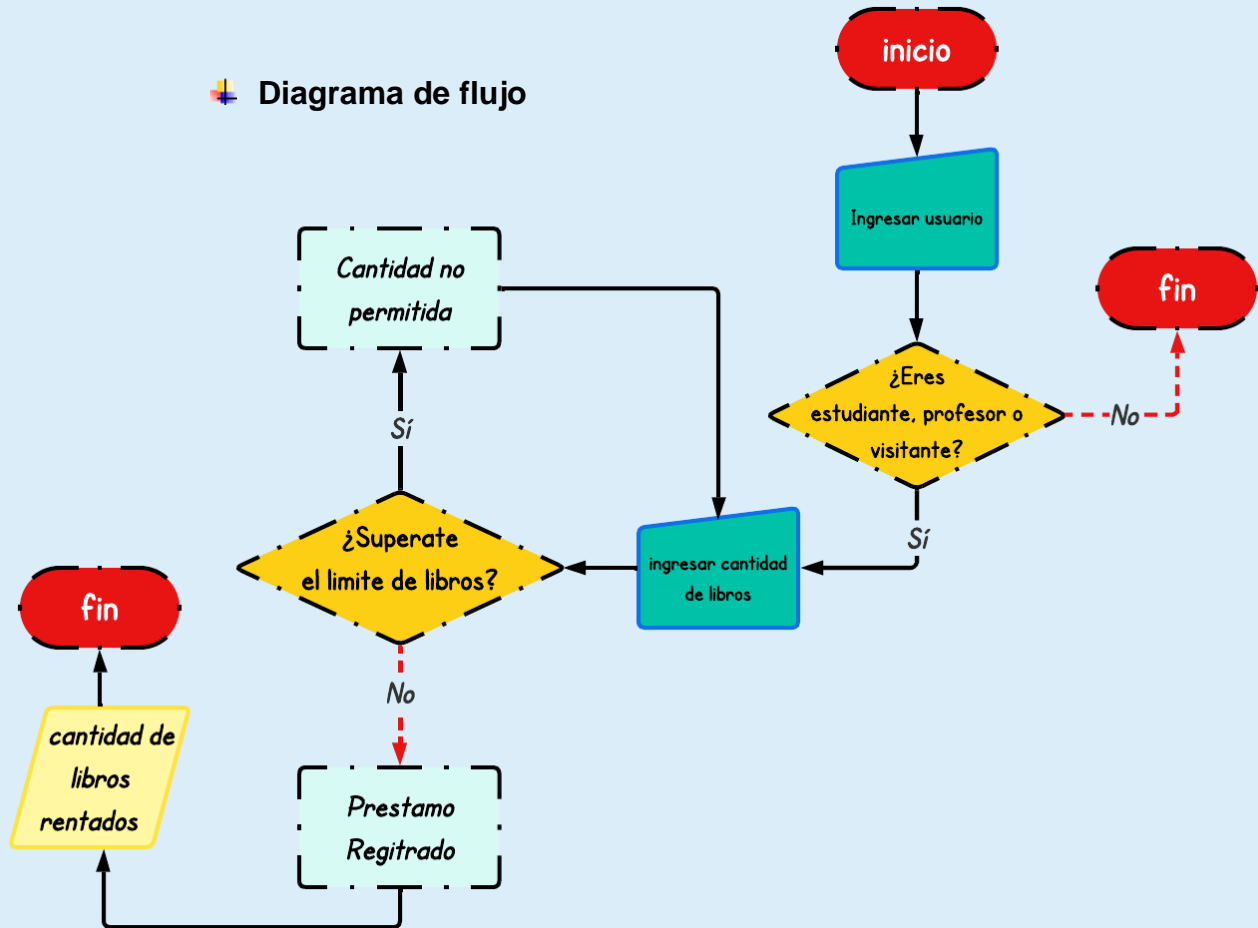 Diagrama de flujo
inicio
Ingresar usuario
¿Eres
estudiante, profesor o
visitante?
No
fin
Sí
ingresar cantidad
de libros
¿Superate
el limite de libros?
Sí
Cantidad no
permitida
No
Prestamo
Regitrado
cantidad de
libros
rentados
fin